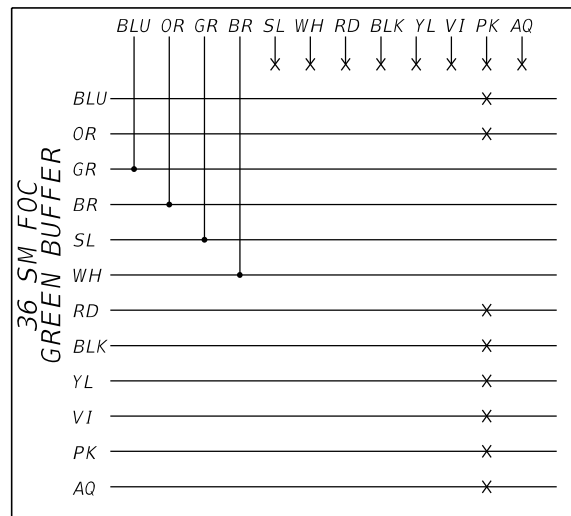 BLU OR GR BR SL WH RD BLK YL VI PK AQ
36 SM FOC
GREEN BUFFER
BLU
OR
GR
BR
SL
WH
RD
BLK
YL
VI
PK
AQ